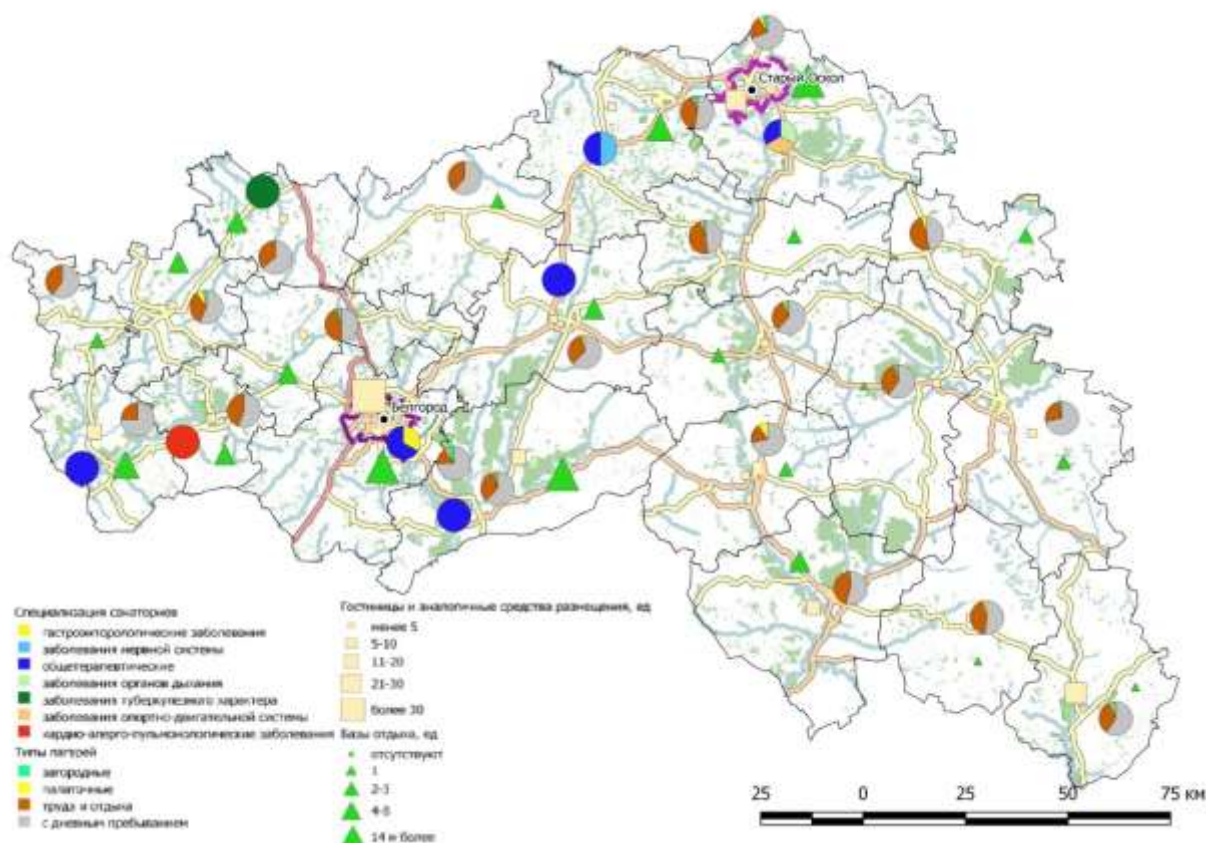 Старый Оскол
Белгород
Специализация санаториев
гастроэнторологические заболевания
заболевания нервной системы
общетерапевтические
заболевания органов дыхания
заболевания туберкулезного характера
заболевания опортно-двигательной системы
кардио-алерго-пульмонологические заболевания
Типы лагерей
загородные
палаточные
труда и отдыха
с дневным пребыванием
Гостиницы и аналогичные средства размещения, ед
менее 5
5-10
11-20
21-30
более 30
Базы отдыха, ед
отсутствуют
1
2-3
4-8
14 и более
25 0 25 50 75 км